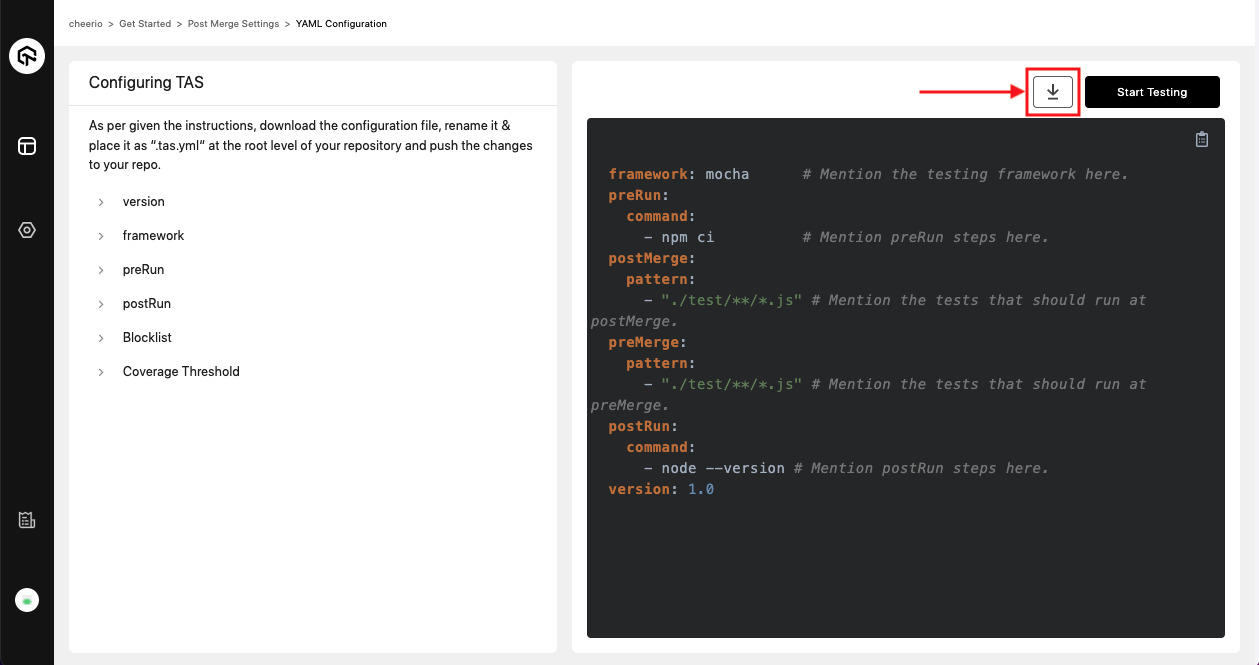 cheerio > Get Started > Post Merge Settings > YAML Configuration
Configuring TAS
As per given the instructions, download the configuration file, rename it &
place it as “.tas.yml” at the root level of your repository and push the changes
to your repo.
> version
> framework
> preRun
> postRun
> Blocklist
> Coverage Threshold
Start Testing
framework: mocha      # Mention the testing framework here.
preRun:
  command:
    - npm ci          # Mention preRun steps here.
postMerge:
  pattern:
    - "./test/**/*.js" # Mention the tests that should run at
postMerge.
preMerge:
  pattern:
    - "./test/**/*.js" # Mention the tests that should run at
preMerge.
postRun:
  command:
    - node --version # Mention postRun steps here.
version: 1.0